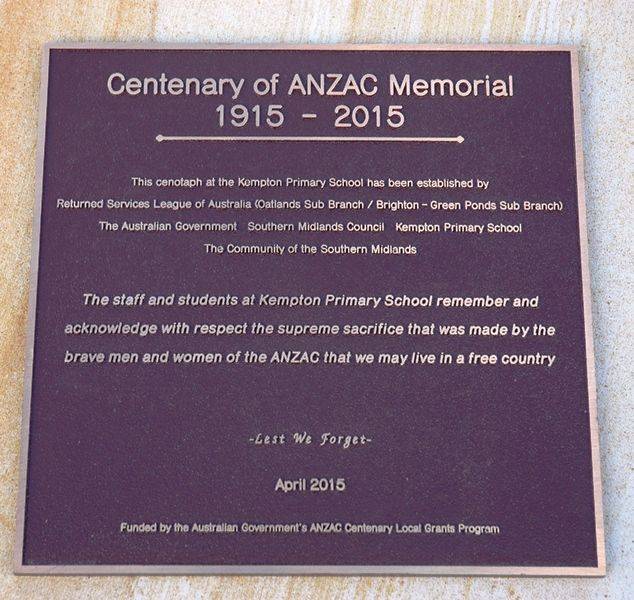 Centenary of ANZAC Memorial
1915 - 2015
This cenotaph at the Kempton Primary School has been established by
Returned Services League of Australia (Oatlands Sub Branch / Brighton - Green Ponds Sub Branch)
The Australian Government Southern Midlands Council Kempton Primary School
The Community of the Southern Midlands
The staff and students at Kempton Primary School remember and
acknowledge with respect the supreme sacrifice that was made by the
brave men and women of the ANZAC that we may live in a free country
-Lest We Forget-
April 2015
Funded by the Australian Government's ANZAC Centenary Local Grants Program